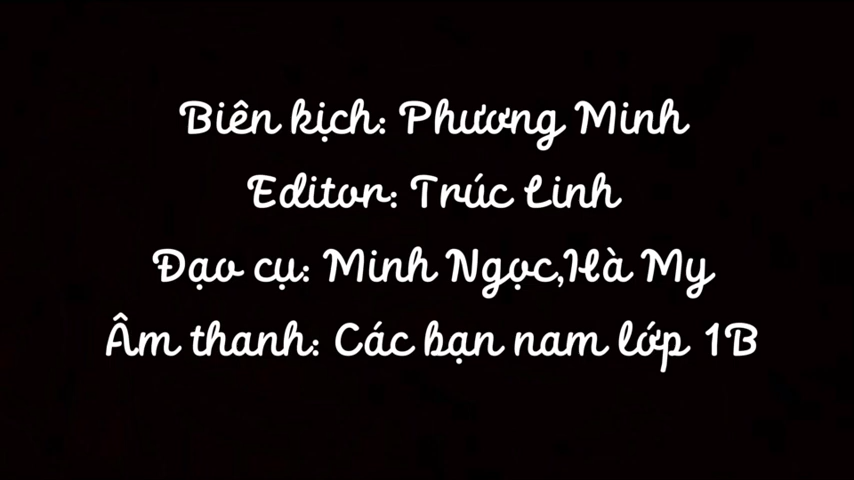 Biên kịch: Phương Minh
Editor: Trúc Linh
Đạo cụ: Minh Ngọc,Hà My
Âm thanh: Các bạn nam lớp 1B